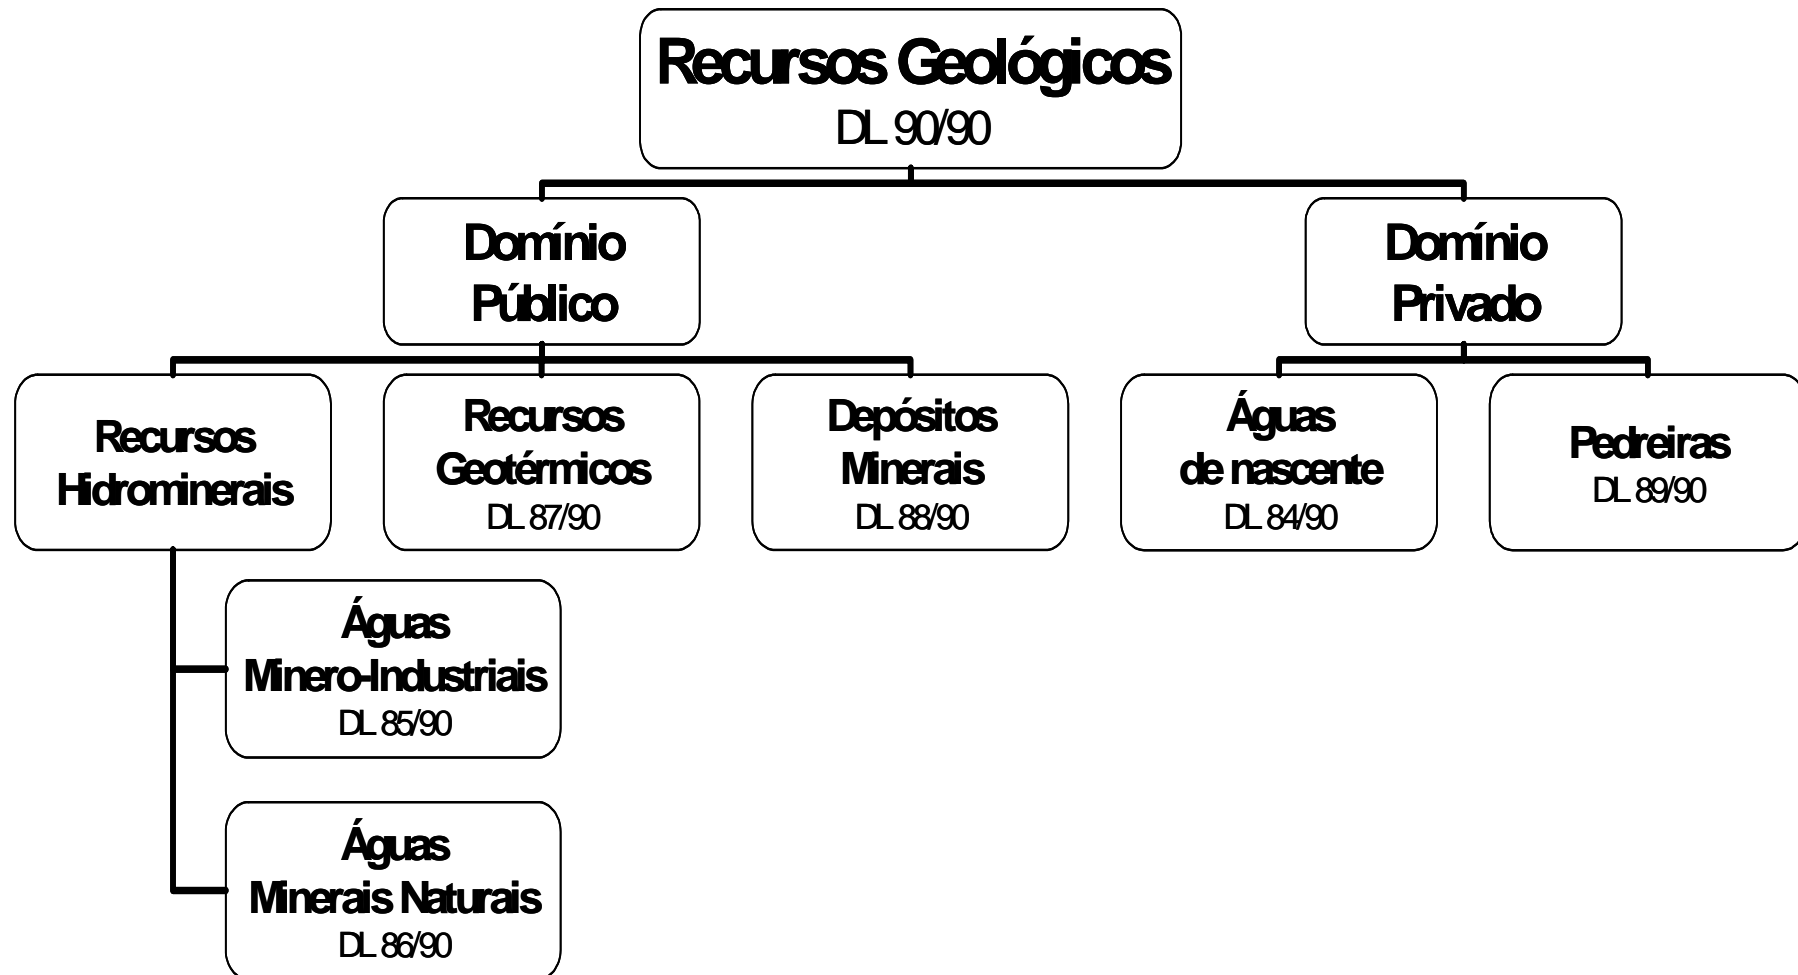 Recursos Geológicos
DL 90/90
Domínio
Público
Domínio
Privado
Recursos
Hidrominerais
Recursos
Geotérmicos
DL 87/90
Depósitos
Minerais
DL 88/90
Águas
de nascente
DL 84/90
Pedreiras
DL 89/90
Águas
Minero-Industriais
DL 85/90
Águas
Minerais Naturais
DL 86/90